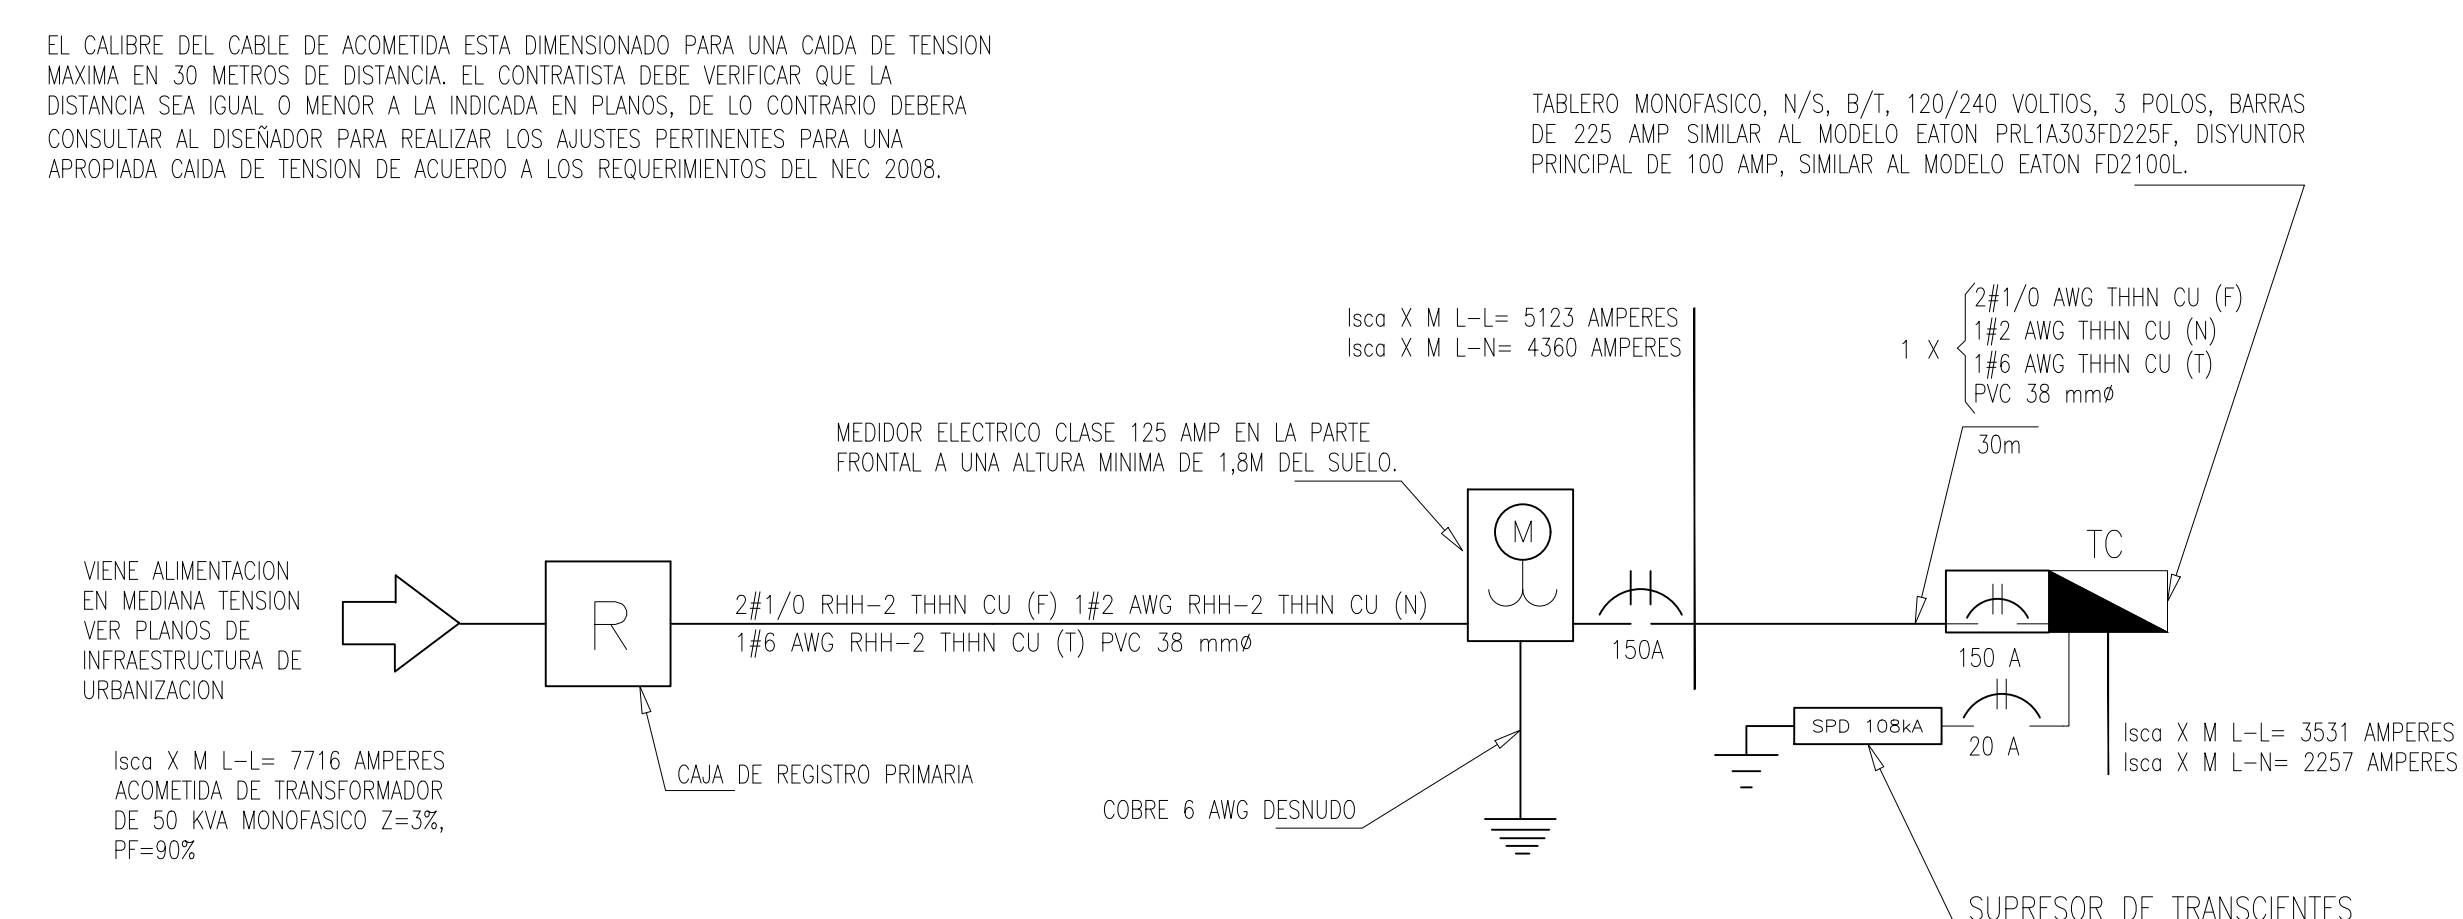 EL CALIBRE DEL CABLE DE ACOMETIDA ESTA DIMENSIONADO PARA UNA CAIDA DE TENSION
MAXIMA EN 30 METROS DE DISTANCIA. EL CONTRATISTA DEBE VERIFICAR QUE LA
DISTANCIA SEA IGUAL O MENOR A LA INDICADA EN PLANOS, DE LO CONTRARIO DEBERA
CONSULTAR AL DISEÑADOR PARA REALIZAR LOS AJUSTES PERTINENTES PARA UNA
APROPIADA CAIDA DE TENSION DE ACUERDO A LOS REQUERIMIENTOS DEL NEC 2008.
TABLERO MONOFASICO, N/S, B/T, 120/240 VOLTIOS, 3 POLOS, BARRAS
DE 225 AMP SIMILAR AL MODELO EATON PRL1A303FD225F, DISYUNTOR
PRINCIPAL DE 100 AMP, SIMILAR AL MODELO EATON FD2100L.
Isca X M L-L= 5123 AMPERES
Isca X M L-N= 4360 AMPERES
1 X
2#1/0 AWG THHN CU (F)
1#2 AWG THHN CU (N)
1#6 AWG THHN CU (T)
PVC 38 mmø
30m
MEDIDOR ELECTRICO CLASE 125 AMP EN LA PARTE
FRONTAL A UNA ALTURA MINIMA DE 1,8M DEL SUELO.
M
TC
VIENE ALIMENTACION
EN MEDIANA TENSION
VER PLANOS DE
INFRAESTRUCTURA DE
URBANIZACION
R
2#1/0 RHH-2 THHN CU (F) 1#2 AWG RHH-2 THHN CU (N)
1#6 AWG RHH-2 THHN CU (T) PVC 38 mmø
150A
150 A
SPD 108kA
20 A
Isca X M L-L= 3531 AMPERES
Isca X M L-N= 2257 AMPERES
Isca X M L-L= 7716 AMPERES
ACOMETIDA DE TRANSFORMADOR
DE 50 KVA MONOFASICO Z=3%,
PF=90%
CAJA DE REGISTRO PRIMARIA
COBRE 6 AWG DESNUDO
SUPRESOR DE TRANSCIENTES